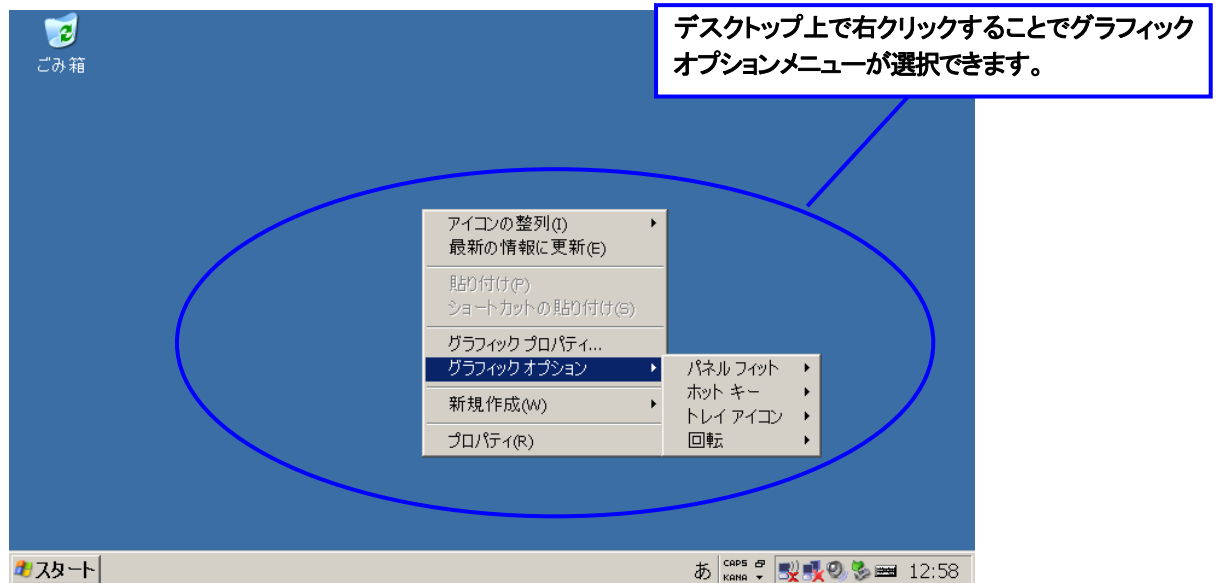 デスクトップ上で右クリックすることでグラフィック
オプションメニューが選択できます。
ごみ箱
アイコンの整列(I)
最新の情報に更新(E)
貼り付け(P)
ショートカットの貼り付け(S)
グラフィック プロパティ...
グラフィック オプション
新規作成(W)
プロパティ(R)
パネル フィット
ホット キー
トレイ アイコン
回転
スタート
あ
CAPS
KANA
12:58